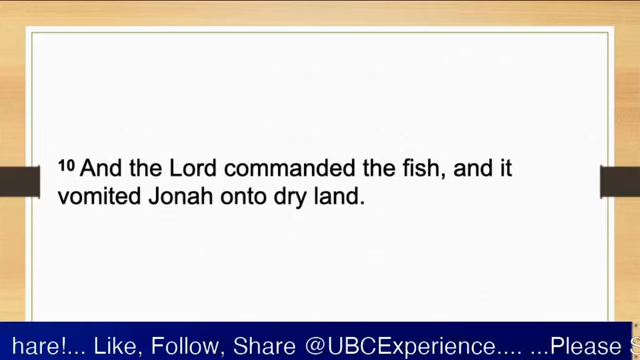 10 And the Lord commanded the fish, and it
vomited Jonah onto dry land.
hare!... Like, Follow, Share @UBCExperience.... ...Please S